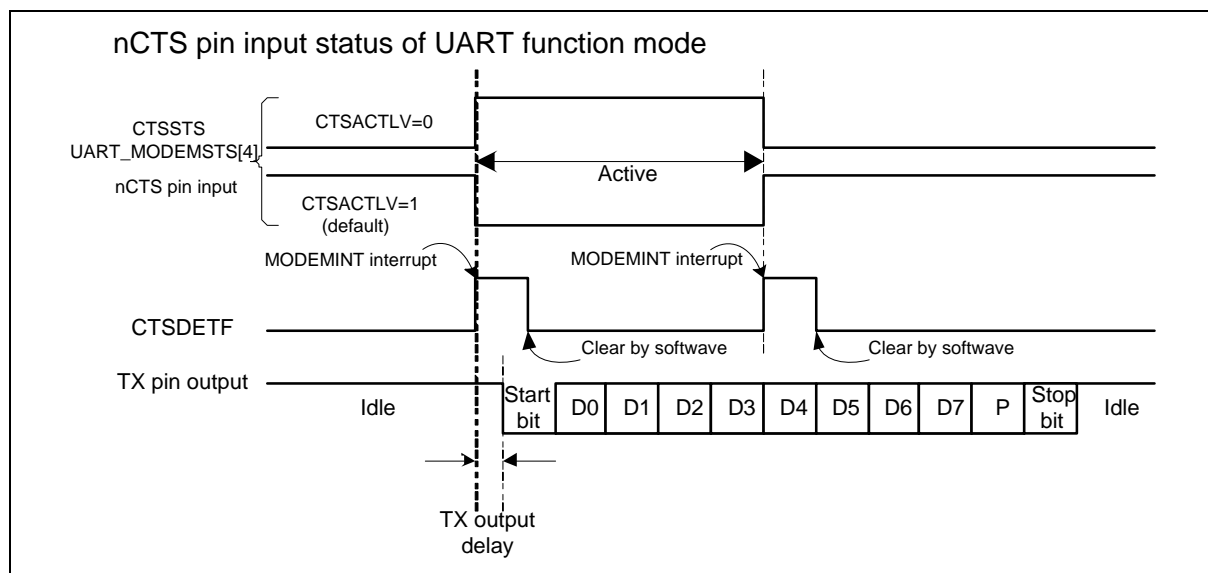 nCTS pin input status of UART function mode
CTSACTLV=0
CTSSTS
UART_MODEMSTS[4]
Active
nCTS pin input
CTSACTLV=1
(default)
MODEMINT interrupt
MODEMINT interrupt
CTSDETF
Clear by softwave
Clear by softwave
TX pin output
Idle
Start
bit
D0
D1
D2
D3
D4
D5
D6
D7
P
Stop
bit
Idle
TX output
delay